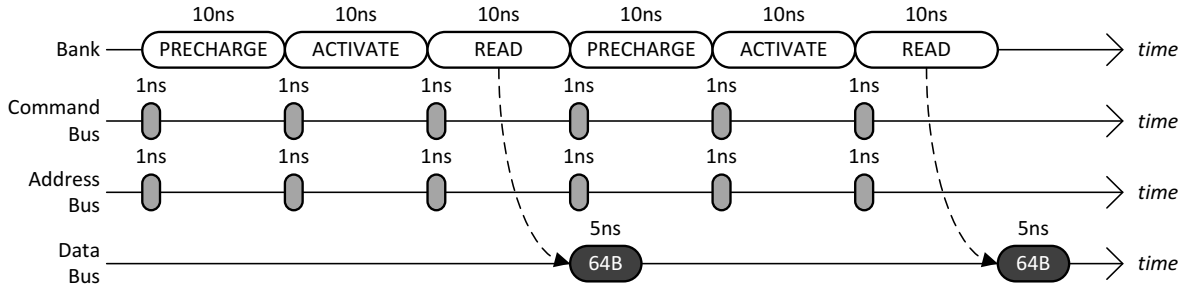 10ns 10ns 10ns 10ns 10ns 10ns
Bank PRECHARGE ACTIVATE READ PRECHARGE ACTIVATE READ time
1ns 1ns 1ns 1ns 1ns 1ns
Command
Bus
time
1ns 1ns 1ns 1ns 1ns 1ns
Address
Bus
time
5ns 5ns
Data
Bus
64B 64B time